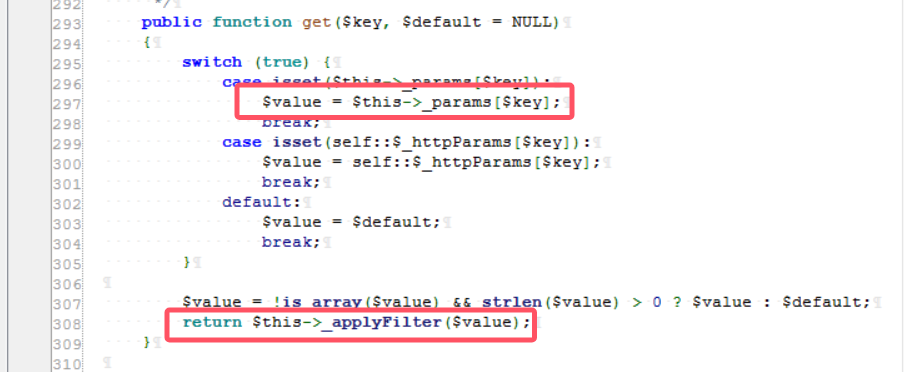 292 */
293 public function get($key, $default = NULL)
294 {
295 switch (true) {
296 case isset($this->_params[$key]):
297 $value = $this->_params[$key];
298 break;
299 case isset(self::$_httpParams[$key]):
300 $value = self::$_httpParams[$key];
301 break;
302 default:
303 $value = $default;
304 break;
305 }
306
307 $value = !is_array($value) && strlen($value) > 0 ? $value : $default;
308 return $this->_applyFilter($value);
309 }
310